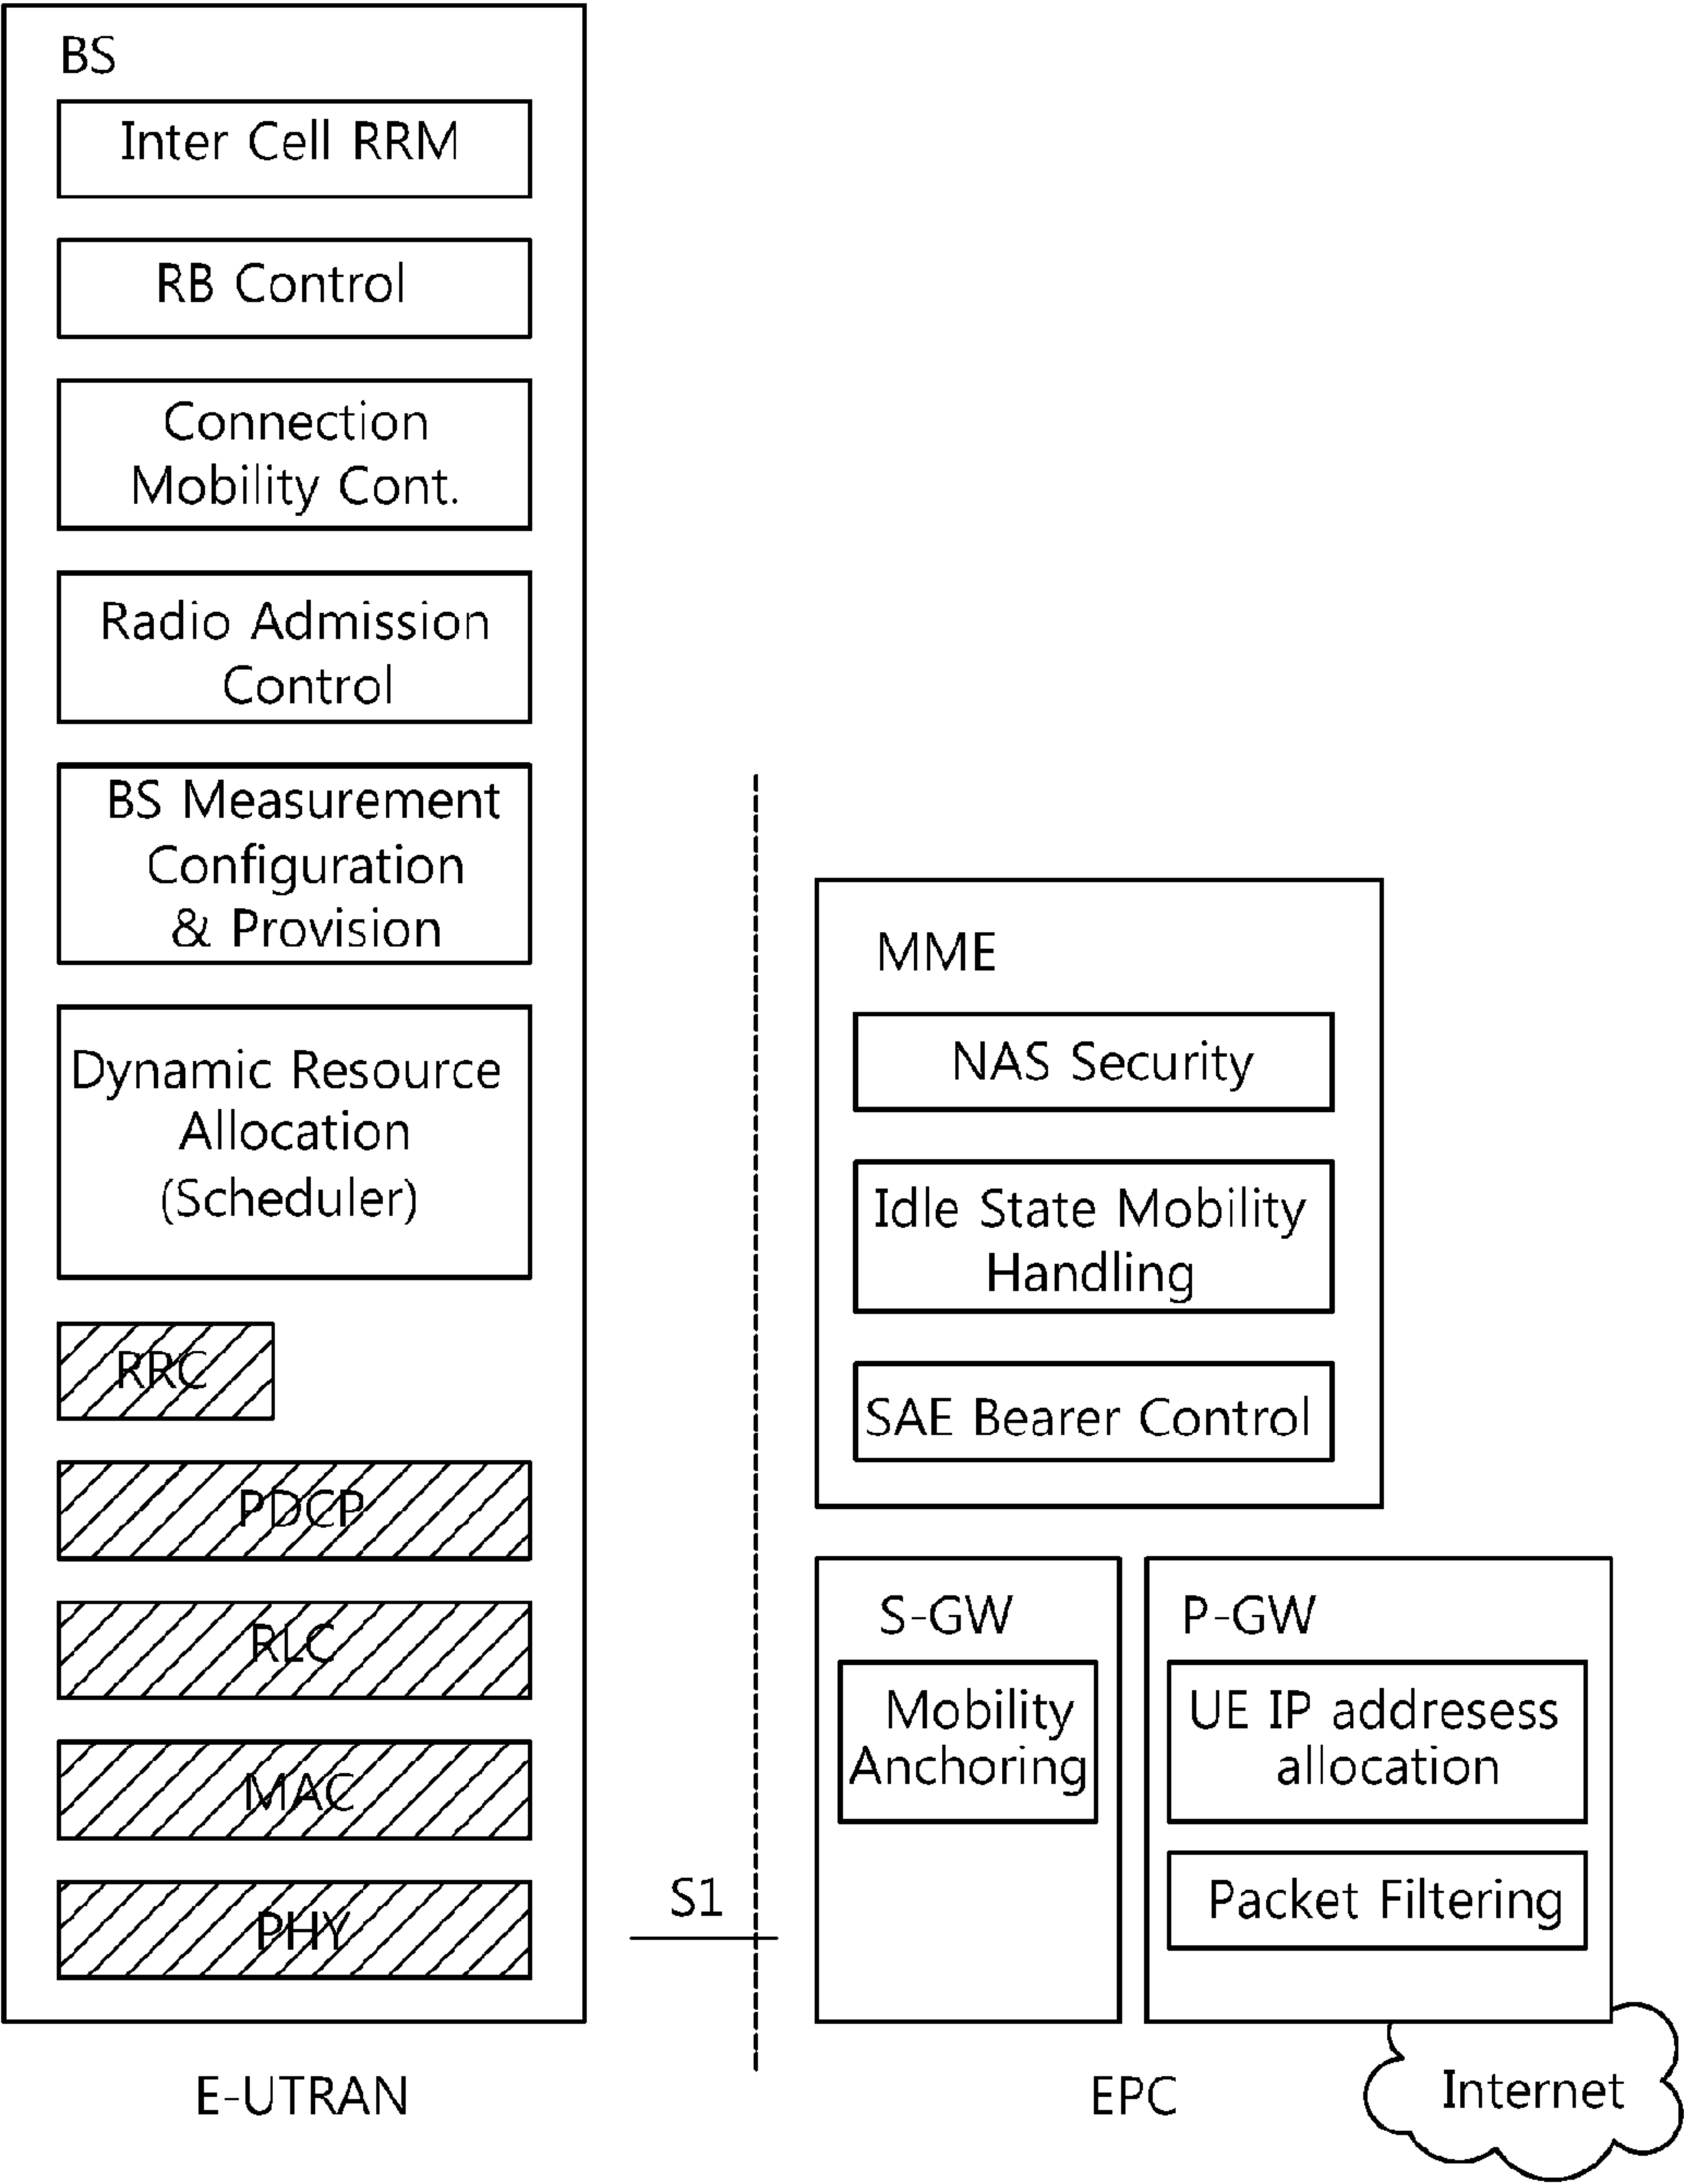 BS
Inter Cell RRM
RB Control
Connection
Mobility Cont.
Radio Admission
Control
BS Measurement
Configuration
& Provision
Dynamic Resource
Allocation
(Scheduler)
RRC
PDCP
RLC
MAC
PHY
E-UTRAN
S1
MME
NAS Security
Idle State Mobility
Handling
SAE Bearer Control
S-GW
Mobility
Anchoring
P-GW
UE IP addresess
allocation
Packet Filtering
EPC
Internet